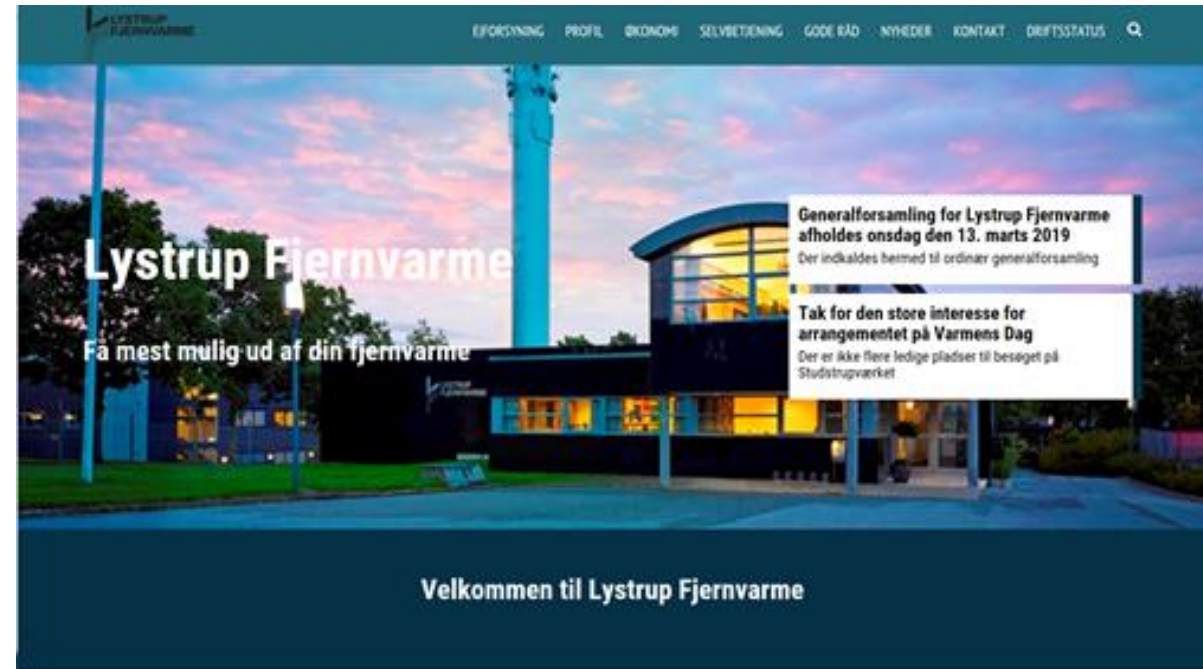 LYSTRUP
FJERNVARME
PROFIL
ØKONOMI
SELVBETJENING
GODE RÅD
NYHEDER
KONTAKT
DRIFTSSTATUS
Lystrup Fjernvarme
Få mest mulig ud af din fjernvarme
Generalforsamling for Lystrup Fjernvarme
afholdes onsdag den 13. marts 2019
Der indkaldes hermed til ordinær generalforsamling
Tak for den store interesse for
arrangementet på Varmens Dag
Der er ikke flere ledige pladser til besøget på
Studstrupværket
LYSTRUP
FJERNVARME
Velkommen til Lystrup Fjernvarme